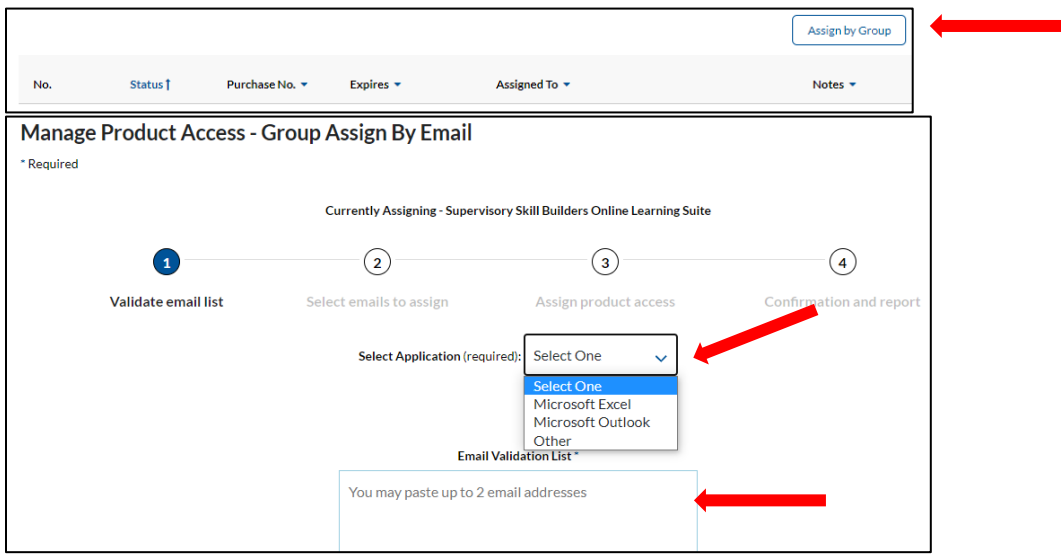 Assign by Group
No. Status↑ Purchase No. Expires Assigned To Notes
Manage Product Access - Group Assign By Email
* Required
Currently Assigning - Supervisory Skill Builders Online Learning Suite
1 2 3 4
Validate email list Select emails to assign Assign product access Confirmation and report
Select Application (required): Select One
Select One
Microsoft Excel
Microsoft Outlook
Other
Email Validation List *
You may paste up to 2 email addresses